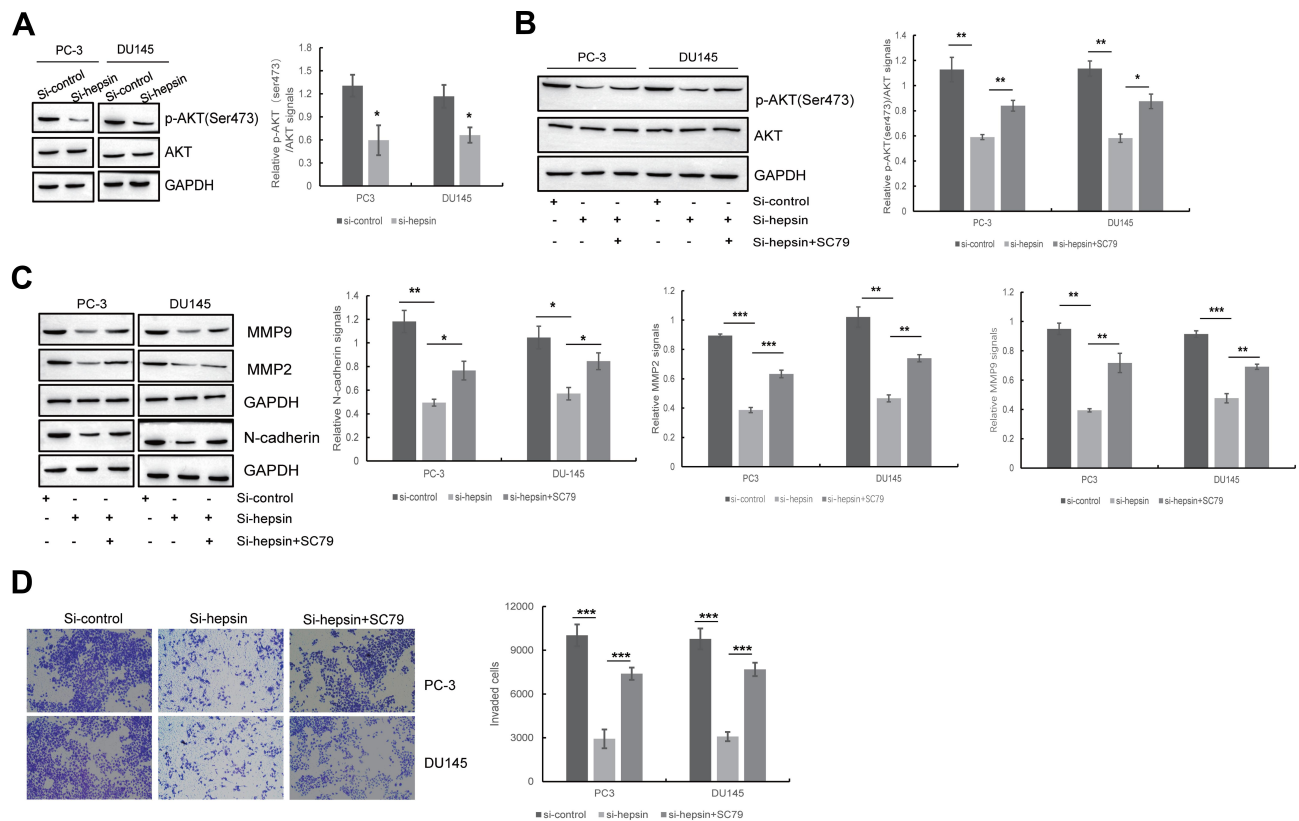 A
PC-3 DU145
Si-control Si-hepsin Si-control Si-hepsin
p-AKT(Ser473)
AKT
GAPDH
Relative p-AKT (ser473)
/AKT signals
1.8
1.5
1.2
0.9
0.6
0.3
0
* *
PC3 DU145
si-control si-hepsin
B
PC-3 DU145
p-AKT(Ser473)
AKT
GAPDH
+ - - + - - Si-control
- + + - + + Si-hepsin
- - + - - + Si-hepsin+SC79
Relative p-AKT(ser473)/AKT signals
1.4
1.2
1
0.8
0.6
0.4
0.2
0
** ** ** *
PC-3 DU145
si-control si-hepsin si-hepsin+SC79
C
PC-3 DU145
MMP9
MMP2
GAPDH
N-cadherin
GAPDH
+ - - + - - Si-control
- + + - + + Si-hepsin
- - + - - + Si-hepsin+SC79
Relative N-cadherin signals
1.4
1.2
1
0.8
0.6
0.4
0.2
0
** * * *
PC-3 DU-145
si-control si-hepsin si-hepsin+SC79
Relative MMP2 signals
1.2
1
0.8
0.6
0.4
0.2
0
*** *** ** **
PC3 DU145
si-control si-hepsin si-hepsin+SC79
Relative MMP9 signals
1.2
1
0.8
0.6
0.4
0.2
0
** ** *** **
PC3 DU145
si-control si-hepsin si-hepsin+SC79
D
Si-control Si-hepsin Si-hepsin+SC79
PC-3
DU145
Invaded cells
12000
9000
6000
3000
0
*** *** *** ***
PC3 DU145
si-control si-hepsin si-hepsin+SC79